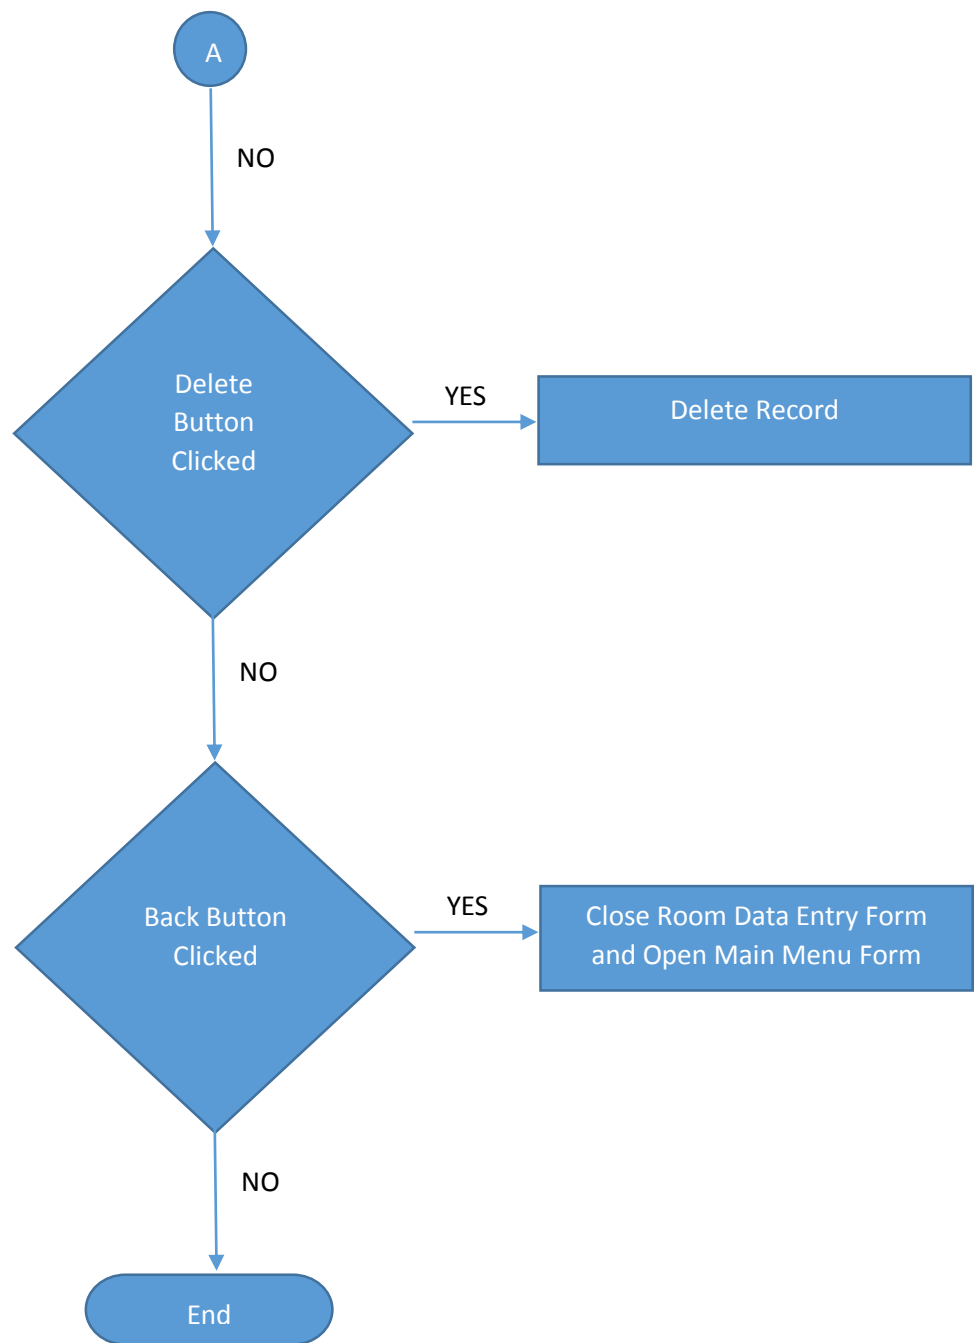 A
NO
Delete
Button
Clicked
YES
Delete Record
NO
Back Button
Clicked
YES
Close Room Data Entry Form
and Open Main Menu Form
NO
End